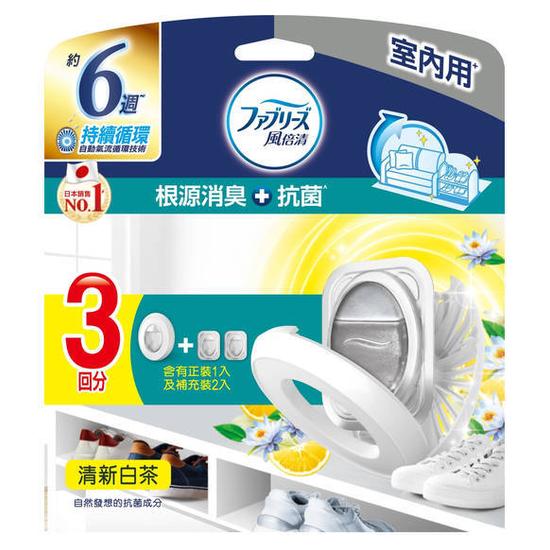 約
6週~
持續循環
自動氣流循環技術
日本銷售
NO.1
ファブリーズ
風倍清
室內用+
根源消臭+抗菌^
3
回分
+
含有正裝1入
及補充裝2入
清新白茶
自然發想的抗菌成分